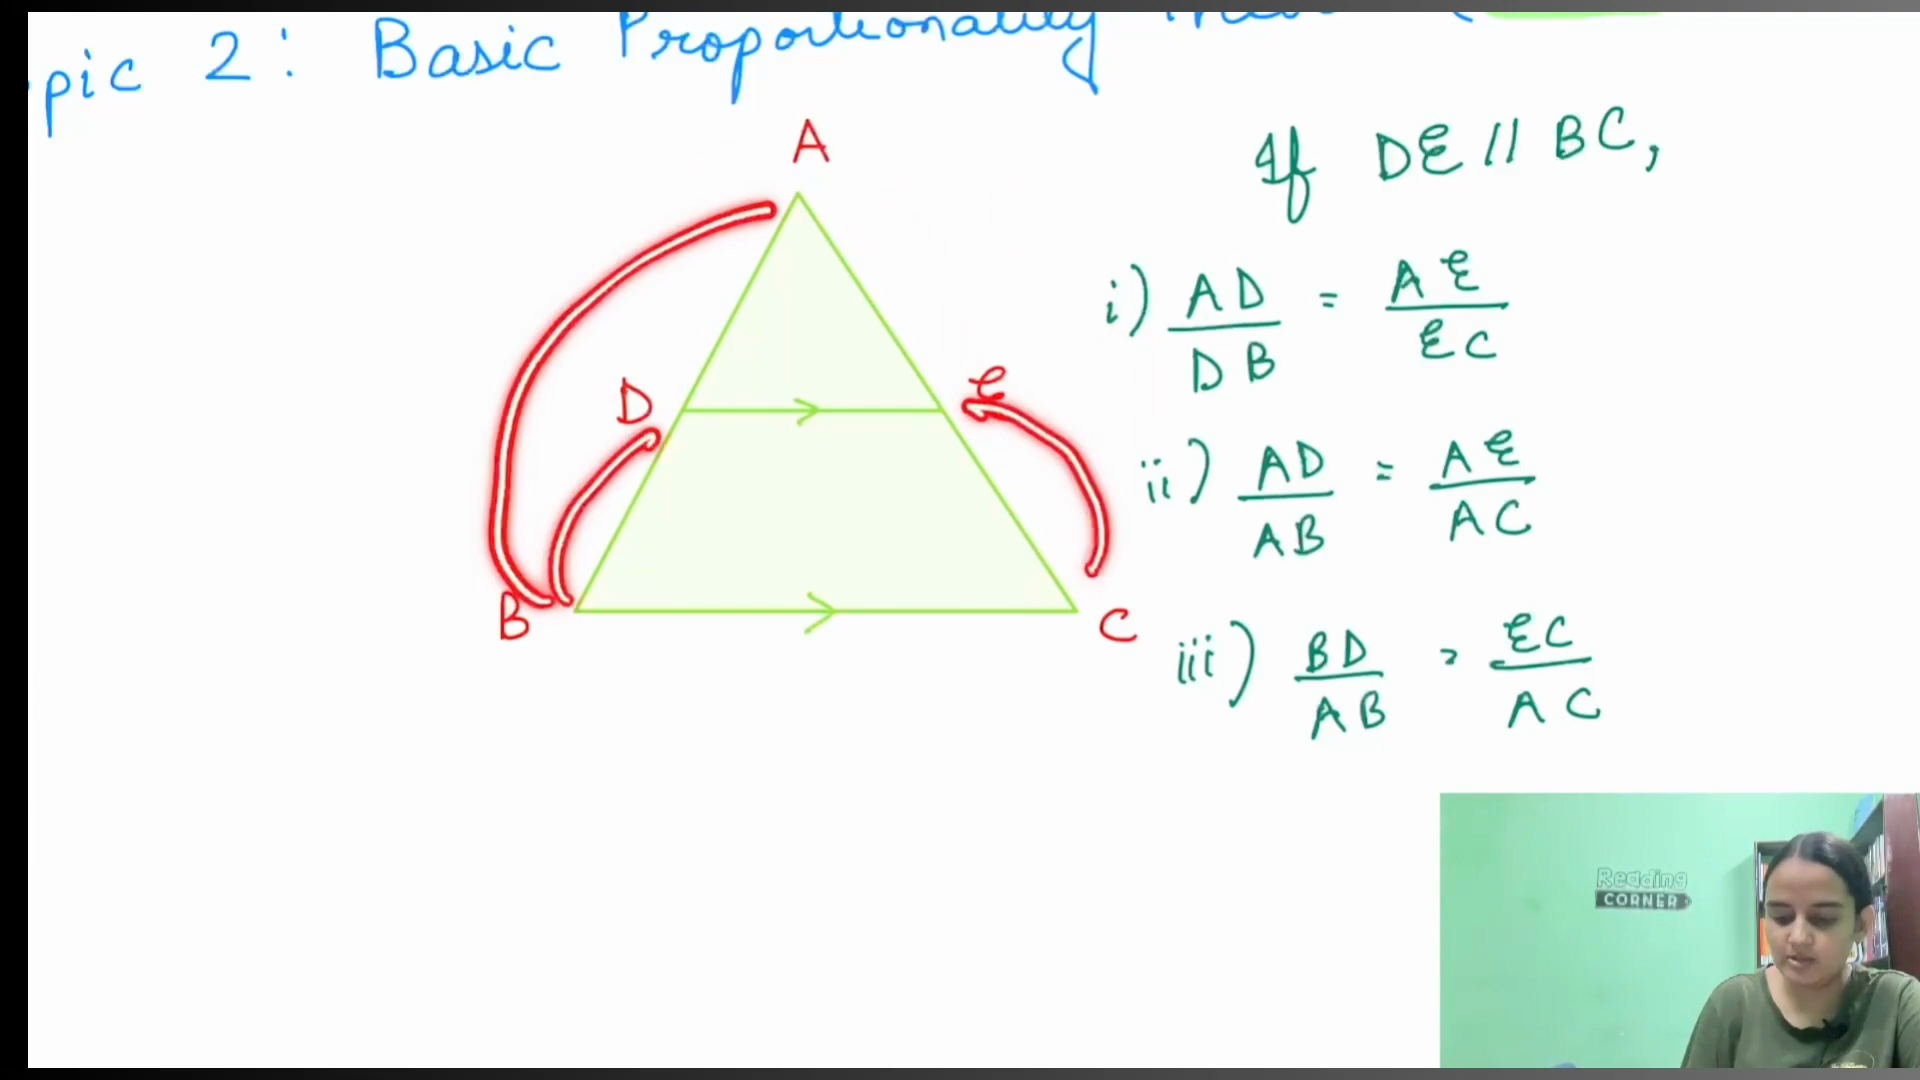 pic 2: Basic Proportionality
A
If DE // BC,
i) AD / DB = AE / EC
D
E
ii) AD / AB = AE / AC
B
C
iii) BD / AB = EC / AC
Reading
CORNER